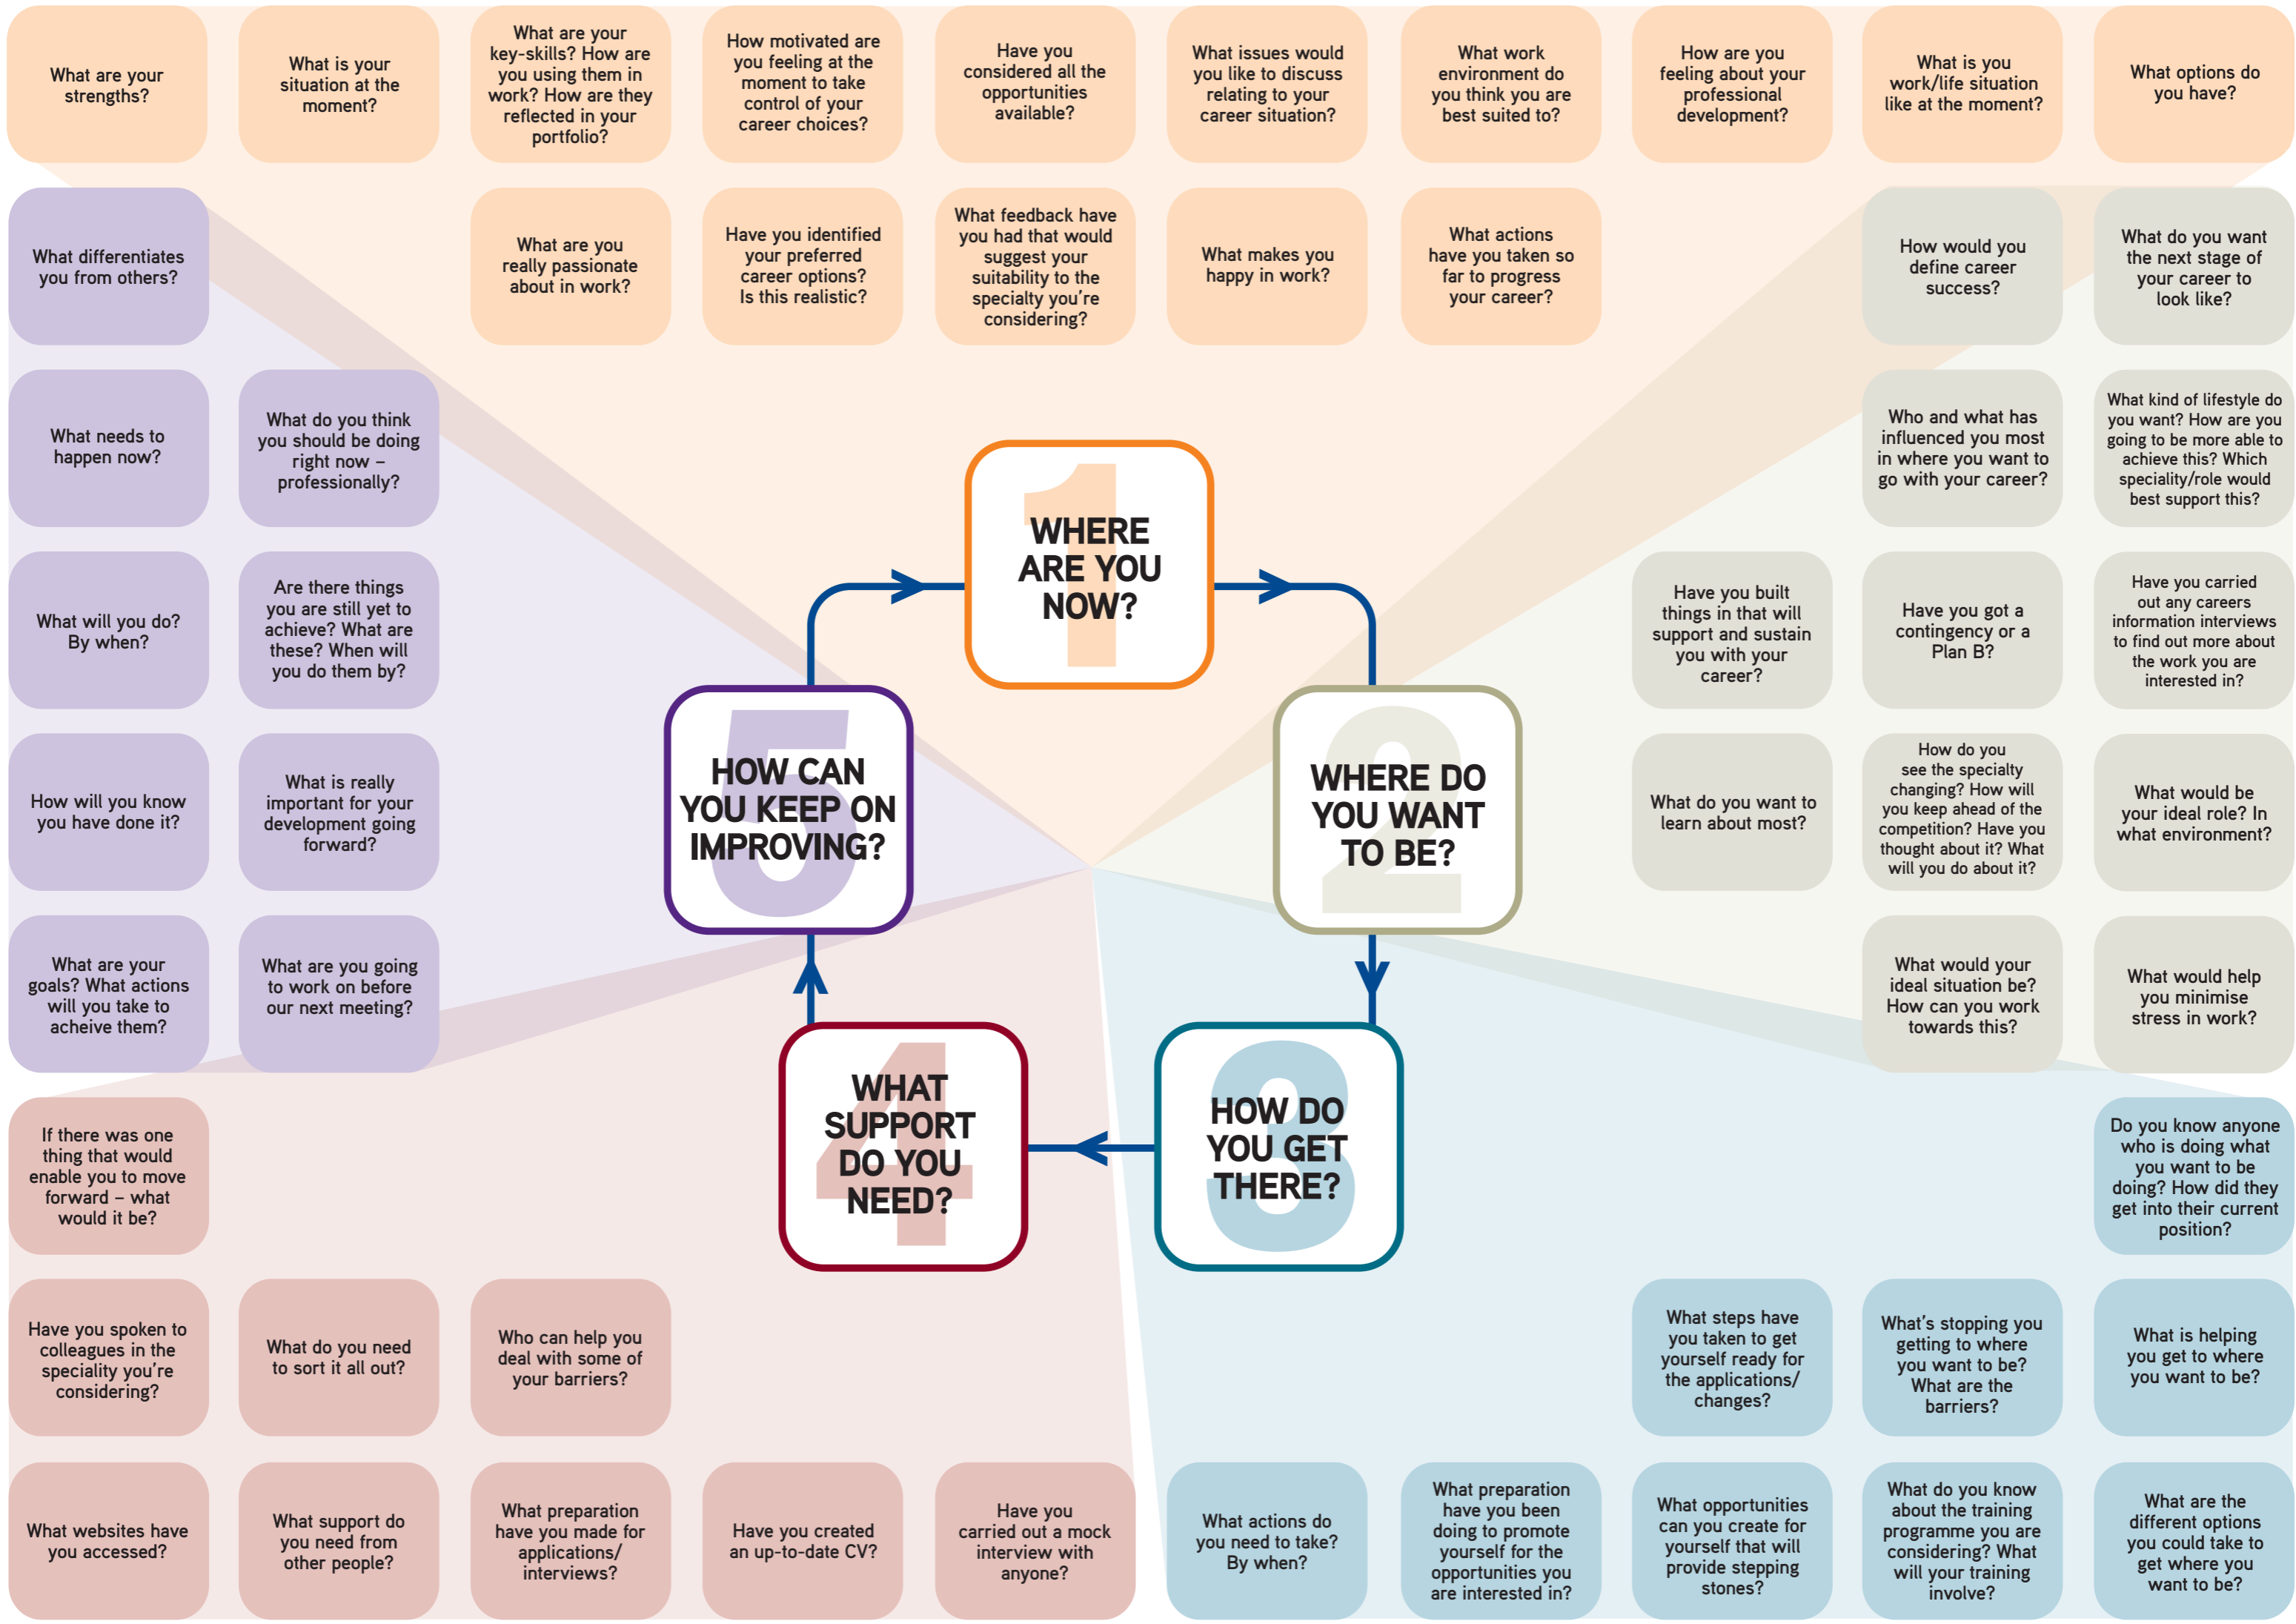 What are your
strengths?
What is your
situation at the
moment?
What are your
key-skills? How are
you using them in
work? How are they
reflected in your
portfolio?
How motivated are
you feeling at the
moment to take
control of your
career choices?
Have you
considered all the
opportunities
available?
What issues would
you like to discuss
relating to your
career situation?
What work
environment do
you think you are
best suited to?
How are you
feeling about your
professional
development?
What is you
work/life situation
like at the moment?
What options do
you have?
What differentiates
you from others?
What are you
really passionate
about in work?
Have you identified
your preferred
career options?
Is this realistic?
What feedback have
you had that would
suggest your
suitability to the
specialty you're
considering?
What makes you
happy in work?
What actions
have you taken so
far to progress
your career?
How would you
define career
success?
What do you want
the next stage of
your career to
look like?
What needs to
happen now?
What do you think
you should be doing
right now –
professionally?
Who and what has
influenced you most
in where you want to
go with your career?
What kind of lifestyle do
you want? How are you
going to be more able to
achieve this? Which
speciality/role would
best support this?
1
WHERE
ARE YOU
NOW?
What will you do?
By when?
Are there things
you are still yet to
achieve? What are
these? When will
you do them by?
Have you built
things in that will
support and sustain
you with your
career?
Have you got a
contingency or a
Plan B?
Have you carried
out any careers
information interviews
to find out more about
the work you are
interested in?
How will you know
you have done it?
What is really
important for your
development going
forward?
5
HOW CAN
YOU KEEP ON
IMPROVING?
2
WHERE DO
YOU WANT
TO BE?
What do you want to
learn about most?
How do you
see the specialty
changing? How will
you keep ahead of the
competition? Have you
thought about it? What
will you do about it?
What would be
your ideal role? In
what environment?
What are your
goals? What actions
will you take to
acheive them?
What are you going
to work on before
our next meeting?
What would your
ideal situation be?
How can you work
towards this?
What would help
you minimise
stress in work?
4
WHAT
SUPPORT
DO YOU
NEED?
3
HOW DO
YOU GET
THERE?
If there was one
thing that would
enable you to move
forward – what
would it be?
Do you know anyone
who is doing what
you want to be
doing? How did they
get into their current
position?
Have you spoken to
colleagues in the
speciality you're
considering?
What do you need
to sort it all out?
Who can help you
deal with some of
your barriers?
What steps have
you taken to get
yourself ready for
the applications/
changes?
What's stopping you
getting to where
you want to be?
What are the
barriers?
What is helping
you get to where
you want to be?
What websites have
you accessed?
What support do
you need from
other people?
What preparation
have you made for
applications/
interviews?
Have you created
an up-to-date CV?
Have you
carried out a mock
interview with
anyone?
What actions do
you need to take?
By when?
What preparation
have you been
doing to promote
yourself for the
opportunities you
are interested in?
What opportunities
can you create for
yourself that will
provide stepping
stones?
What do you know
about the training
programme you are
considering? What
will your training
involve?
What are the
different options
you could take to
get where you
want to be?